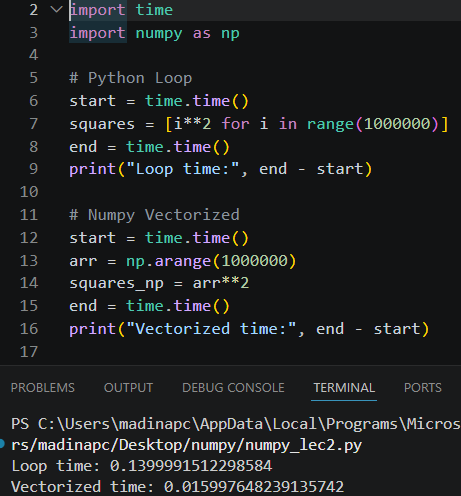 2 import time
3 import numpy as np
4
5 # Python Loop
6 start = time.time()
7 squares = [i**2 for i in range(1000000)]
8 end = time.time()
9 print("Loop time:", end - start)
10
11 # Numpy Vectorized
12 start = time.time()
13 arr = np.arange(1000000)
14 squares_np = arr**2
15 end = time.time()
16 print("Vectorized time:", end - start)
17
PROBLEMS OUTPUT DEBUG CONSOLE TERMINAL PORTS
PS C:\Users\madinapc\AppData\Local\Programs\Micros
rs/madinapc/Desktop/numpy/numpy_lec2.py
Loop time: 0.1399991512298584
Vectorized time: 0.015997648239135742